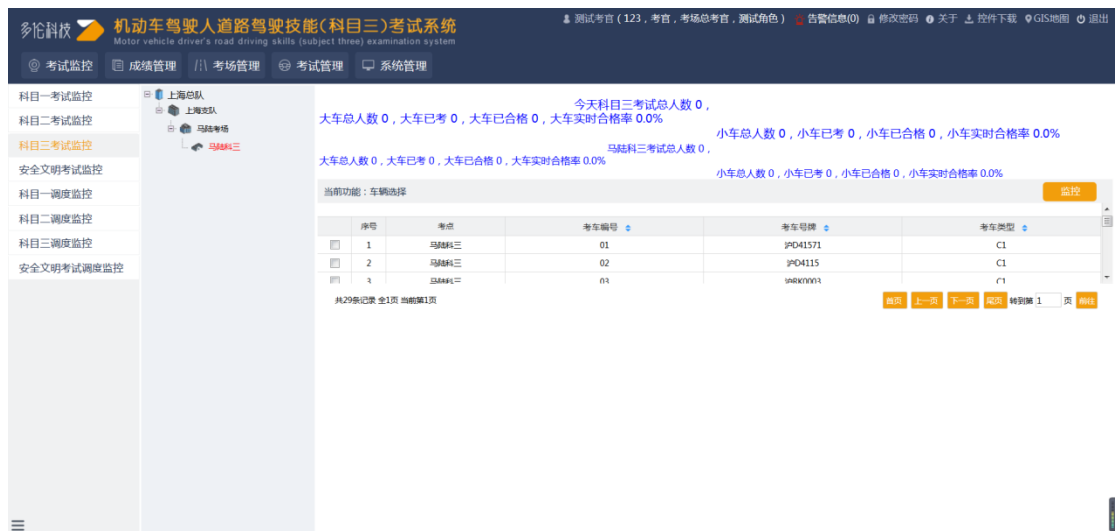 多伦科技
机动车驾驶人道路驾驶技能(科目三)考试系统
Motor vehicle driver's road driving skills (subject three) examination system
测试考官(123,考官,考场总考官,测试角色) 告警信息(0) 修改密码 关于 控件下载 GIS地图 退出
考试监控 成绩管理 考场管理 考试管理 系统管理
科目一考试监控
科目二考试监控
科目三考试监控
安全文明考试监控
科目一调度监控
科目二调度监控
科目三调度监控
安全文明考试调度监控
上海总队
上海支队
马陆考场
马陆科三
今天科目三考试总人数 0,
大车总人数 0,大车已考 0,大车已合格 0,大车实时合格率 0.0%
小车总人数 0,小车已考 0,小车已合格 0,小车实时合格率 0.0%
马陆科三考试总人数 0,
大车总人数 0,大车已考 0,大车已合格 0,大车实时合格率 0.0%
小车总人数 0,小车已考 0,小车已合格 0,小车实时合格率 0.0%
当前功能:车辆选择 监控
序号 考点 考车编号 考车号牌 考车类型
1 马陆科三 01 沪D41571 C1
2 马陆科三 02 沪D4115 C1
3 马陆科三 03 沪RK0003 C1
共29条记录 全1页 当前第1页 首页 上一页 下一页 尾页 转到第 1 页 前往